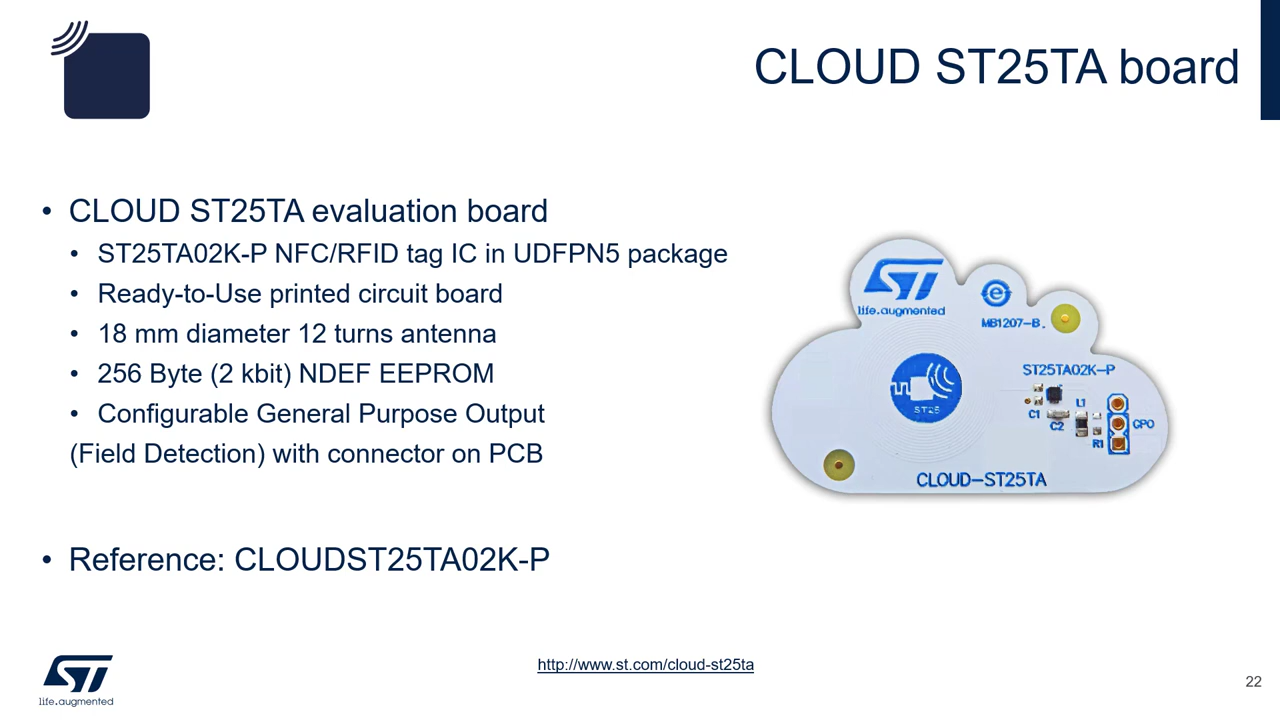 CLOUD ST25TA board
• CLOUD ST25TA evaluation board
• ST25TA02K-P NFC/RFID tag IC in UDFPN5 package
• Ready-to-Use printed circuit board
• 18 mm diameter 12 turns antenna
• 256 Byte (2 kbit) NDEF EEPROM
• Configurable General Purpose Output
(Field Detection) with connector on PCB
• Reference: CLOUDST25TA02K-P
ST
life.augmented
e
MB1207-B.
ST25TA02K-P
ST25
C1
C2
L1
R1
GPO
CLOUD-ST25TA
ST
life.augmented
http://www.st.com/cloud-st25ta
22